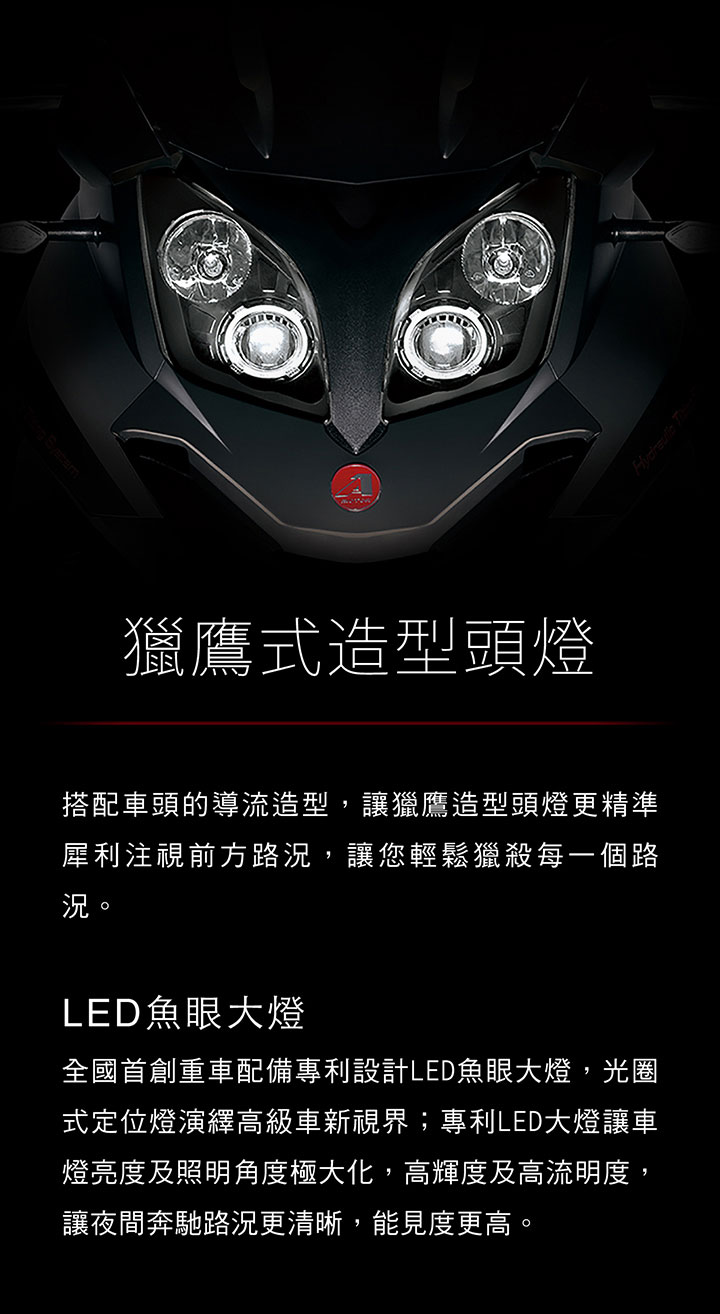 獵鷹式造型頭燈
搭配車頭的導流造型，讓獵鷹造型頭燈更精準
犀利注視前方路況，讓您輕鬆獵殺每一個路
況。
LED魚眼大燈
全國首創重車配備專利設計LED魚眼大燈，光圈
式定位燈演繹高級車新視界；專利LED大燈讓車
燈亮度及照明角度極大化，高輝度及高流明度，
讓夜間奔馳路況更清晰，能見度更高。